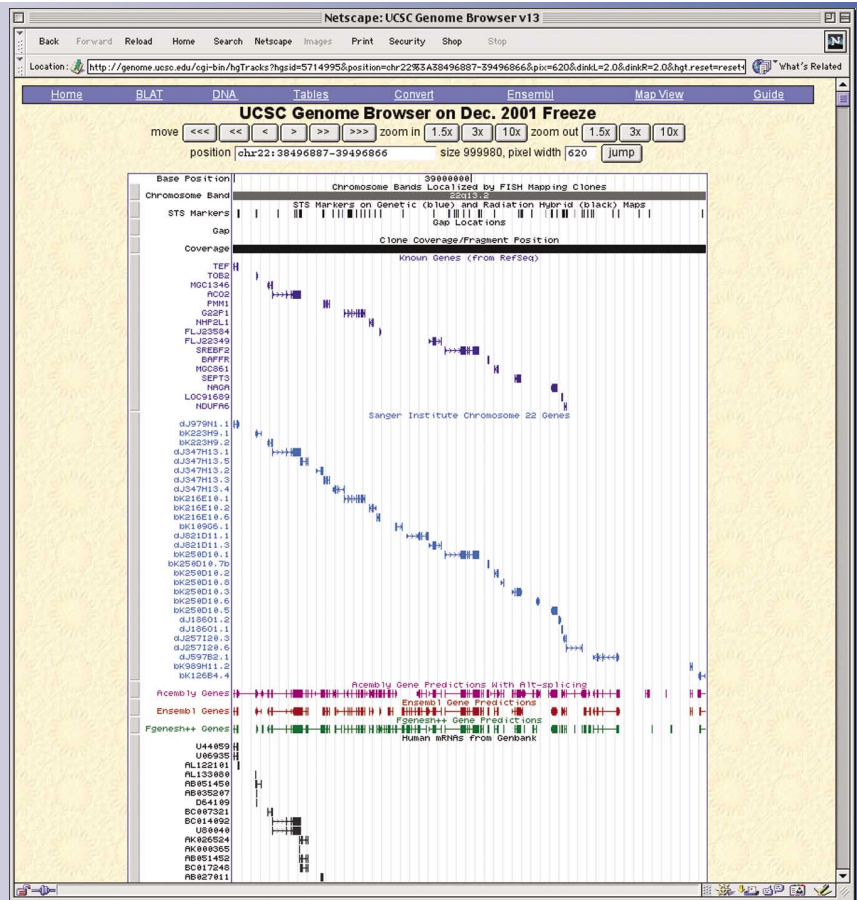 Netscape: UCSC Genome Browser v13
Back Forward Reload Home Search Netscape Images Print Security Shop Stop
Location: http://genome.ucsc.edu/cgi-bin/hgTracks?hgsid=5714995&position=chr22%3A38496887-39496866&pix=620&dinkL=2.0&dinkR=2.0&hgt.reset=reset+ What's Related
Home BLAT DNA Tables Convert Ensembl Map View Guide
UCSC Genome Browser on Dec. 2001 Freeze
move <<< << < > >> >>> zoom in 1.5x 3x 10x zoom out 1.5x 3x 10x
position chr22:38496887-39496866 size 999980, pixel width 620 jump
Base Position 39000000
Chromosome Bands Localized by FISH Mapping Clones
Chromosome Band 22q13.2
STS Markers on Genetic (blue) and Radiation Hybrid (black) Maps
STS Markers
Gap Locations
Gap
Clone Coverage/Fragment Position
Coverage
Known Genes (from RefSeq)
TEF
TOB2
MGC1346
ACO2
PMM1
G22P1
NHP2L1
FLJ23584
FLJ22349
SREBF2
BAFFR
MGC861
SEPT3
NAGA
LOC91689
NDUFA6
Sanger Institute Chromosome 22 Genes
dJ979N1.1
bK223H9.1
bK223H9.2
dJ347H13.1
dJ347H13.5
dJ347H13.2
dJ347H13.3
dJ347H13.4
bK216E10.1
bK216E10.2
bK216E10.6
bK109G6.1
dJ821D11.1
dJ821D11.3
bK250D10.1
bK250D10.7b
bK250D10.2
bK250D10.8
bK250D10.3
bK250D10.6
bK250D10.5
dJ18601.2
dJ18601.1
dJ257I20.3
dJ257I20.6
dJ597B2.1
bK989H11.2
bK126B4.4
Acembly Gene Predictions With Alt-splicing
Acembly Genes
Ensembl Gene Predictions
Ensembl Genes
Fgenesh++ Gene Predictions
Fgenesh++ Genes
Human mRNAs from Genbank
U44059
U06935
AL122101
AL133080
AB051450
AB035207
D64109
BC007321
BC014092
U80040
AK026524
AK000365
AB051452
BC017248
AB027011